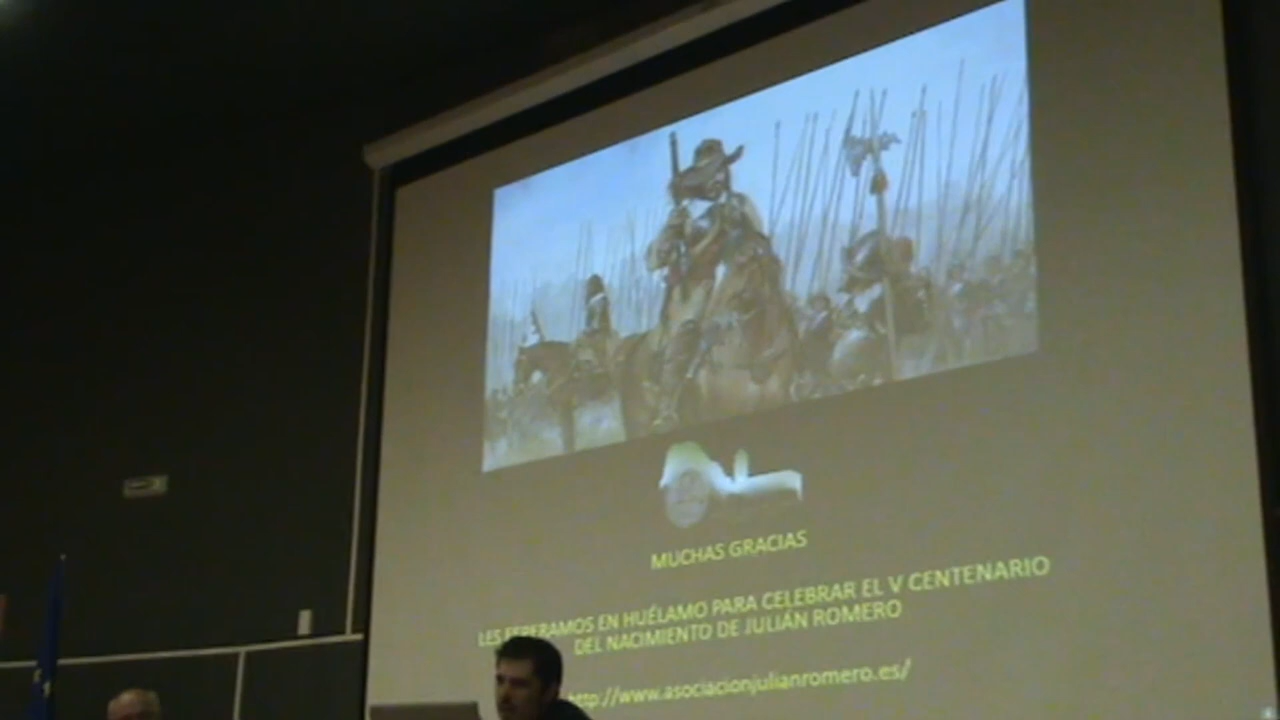 MUCHAS GRACIAS
LES ESPERAMOS EN HUÉLAMO PARA CELEBRAR EL V CENTENARIO
DEL NACIMIENTO DE JULIÁN ROMERO
http://www.asociacionjulianromero.es/